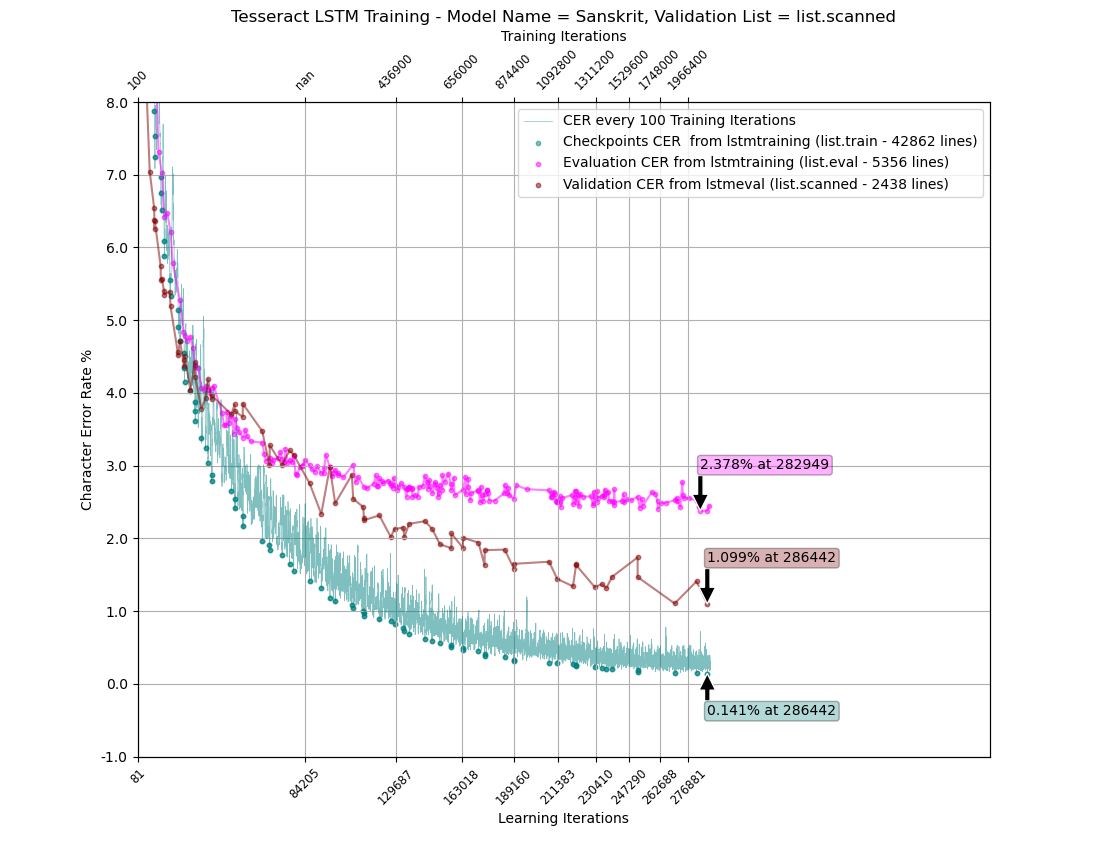 Tesseract LSTM Training - Model Name = Sanskrit, Validation List = list.scanned
Training Iterations
100 nan 436900 656000 874400 1092800 1311200 1529600 1748000 1966400
8.0
7.0
6.0
5.0
4.0
3.0
2.0
1.0
0.0
-1.0
Character Error Rate %
CER every 100 Training Iterations
Checkpoints CER  from lstmtraining (list.train - 42862 lines)
Evaluation CER from lstmtraining (list.eval - 5356 lines)
Validation CER from lstmeval (list.scanned - 2438 lines)
2.378% at 282949
1.099% at 286442
0.141% at 286442
81 84205 129687 163018 189160 211383 230410 247290 262688 276881
Learning Iterations